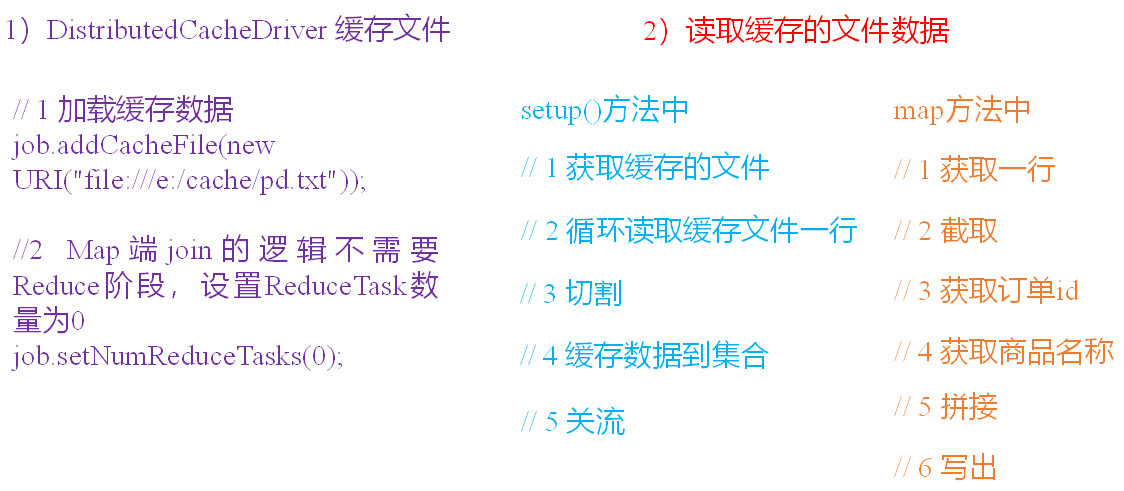 1）DistributedCacheDriver 缓存文件
// 1 加载缓存数据
job.addCacheFile(new
URI("file:///e:/cache/pd.txt"));
//2 Map端join的逻辑不需要
Reduce阶段，设置ReduceTask数
量为0
job.setNumReduceTasks(0);
2）读取缓存的文件数据
setup()方法中
// 1 获取缓存的文件
// 2 循环读取缓存文件一行
// 3 切割
// 4 缓存数据到集合
// 5 关流
map方法中
// 1 获取一行
// 2 截取
// 3 获取订单id
// 4 获取商品名称
// 5 拼接
// 6 写出